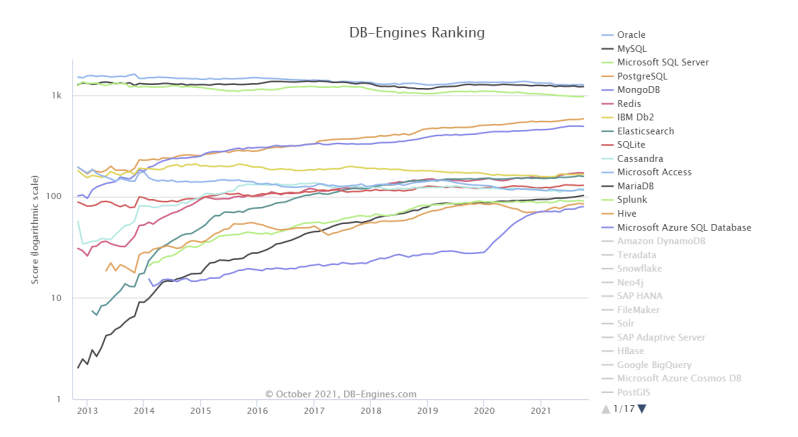 DB-Engines Ranking
Score (logarithmic scale)
1k
100
10
1
2013 2014 2015 2016 2017 2018 2019 2020 2021
© October 2021, DB-Engines.com
Oracle
MySQL
Microsoft SQL Server
PostgreSQL
MongoDB
Redis
IBM Db2
Elasticsearch
SQLite
Cassandra
Microsoft Access
MariaDB
Splunk
Hive
Microsoft Azure SQL Database
Amazon DynamoDB
Teradata
Snowflake
Neo4j
SAP HANA
FileMaker
Solr
SAP Adaptive Server
HBase
Google BigQuery
Microsoft Azure Cosmos DB
PostGIS
1/17